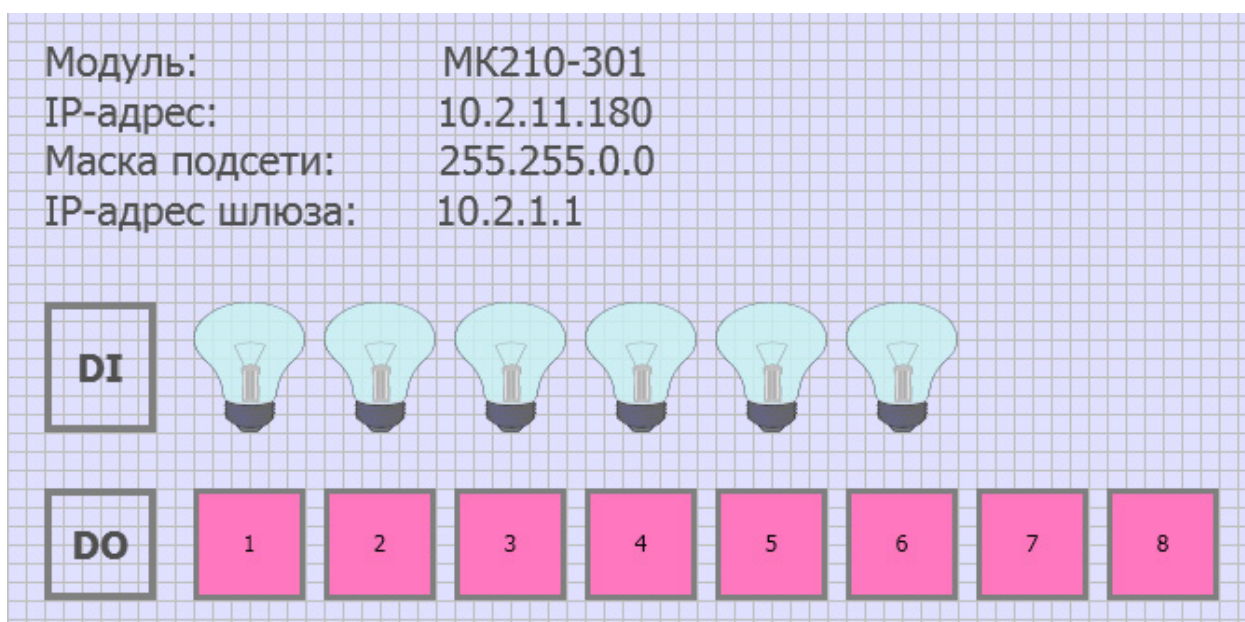 Модуль: МК210-301
IP-адрес: 10.2.11.180
Маска подсети: 255.255.0.0
IP-адрес шлюза: 10.2.1.1
DI
DO 1 2 3 4 5 6 7 8